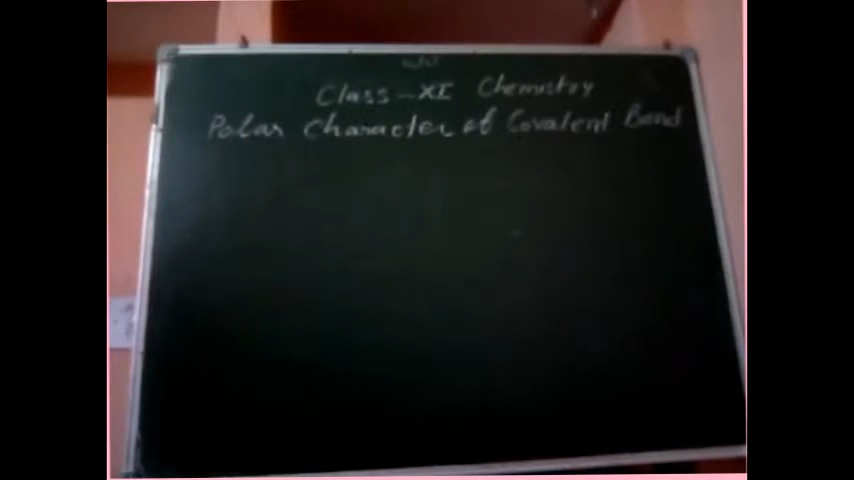 Class - XI Chemistry
Polar Character of Covalent Bond